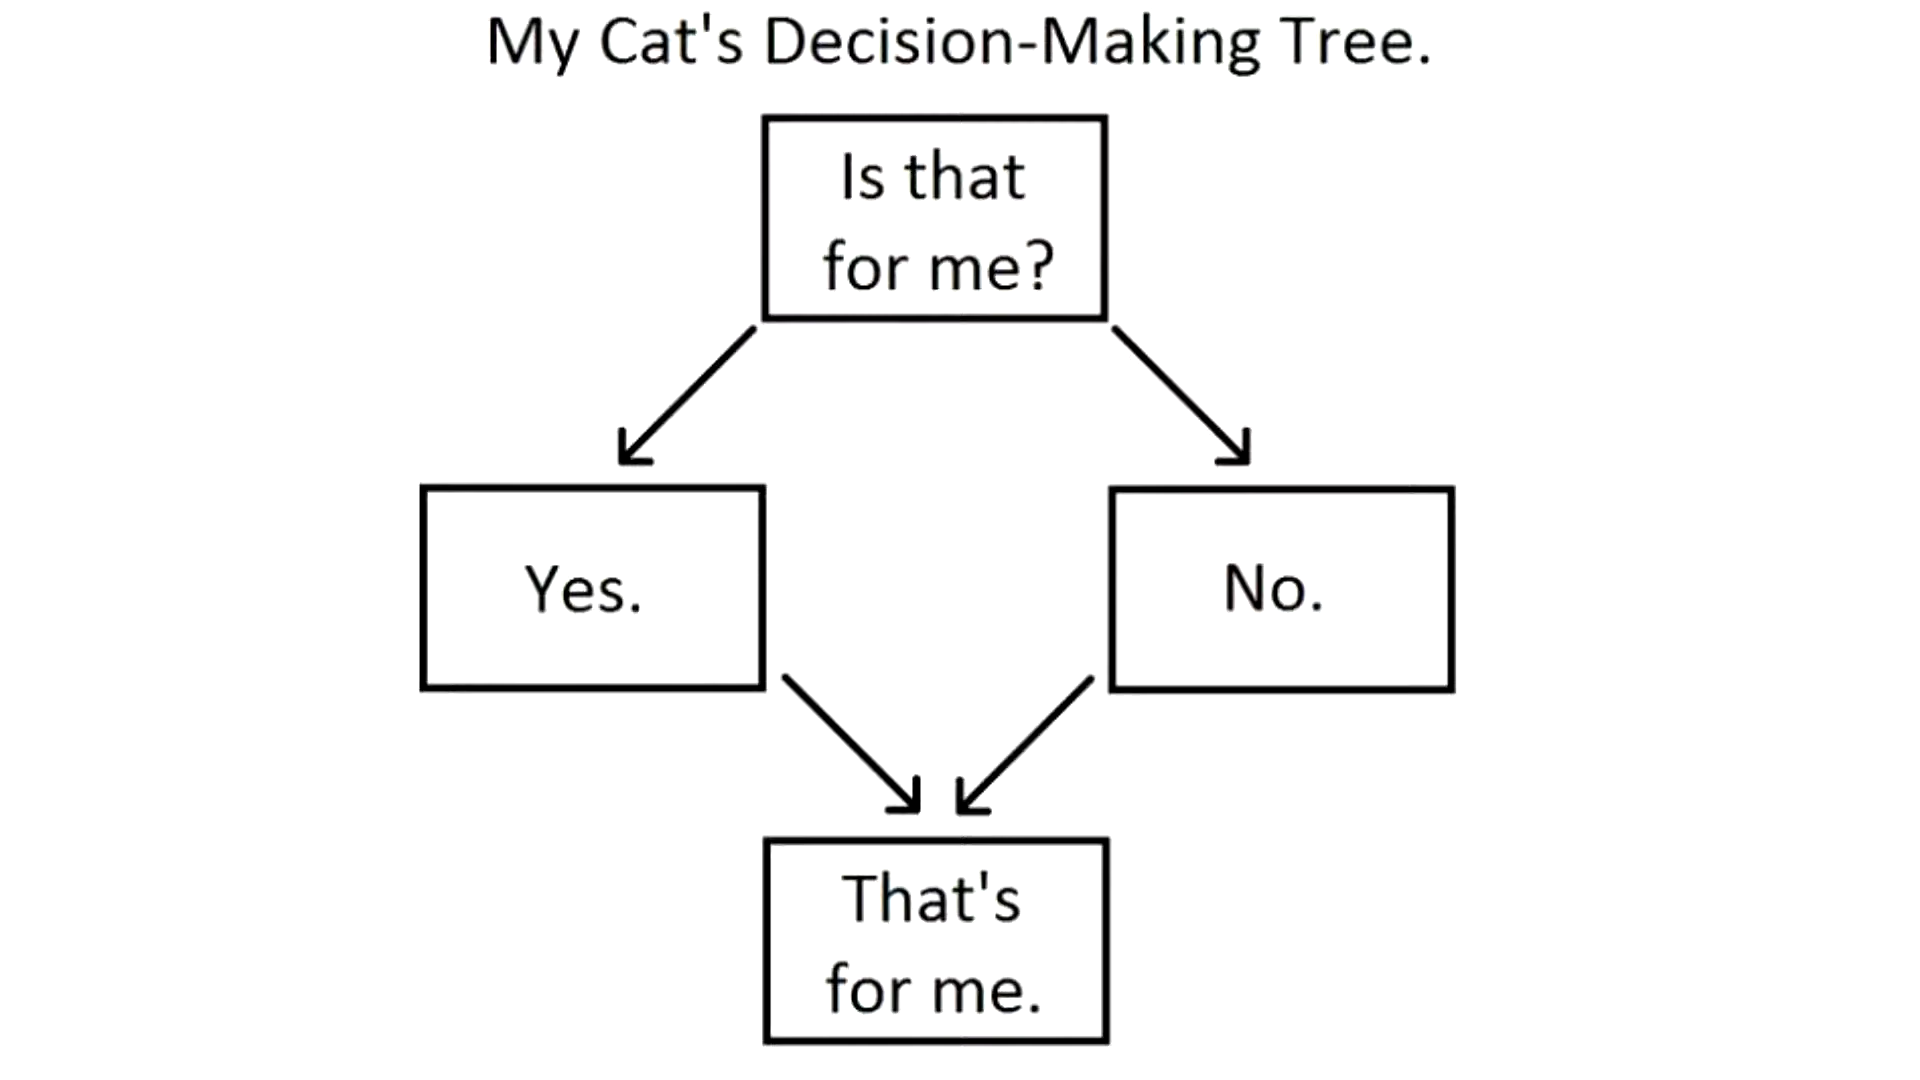 My Cat's Decision-Making Tree.
Is that
for me?
Yes.
No.
That's
for me.